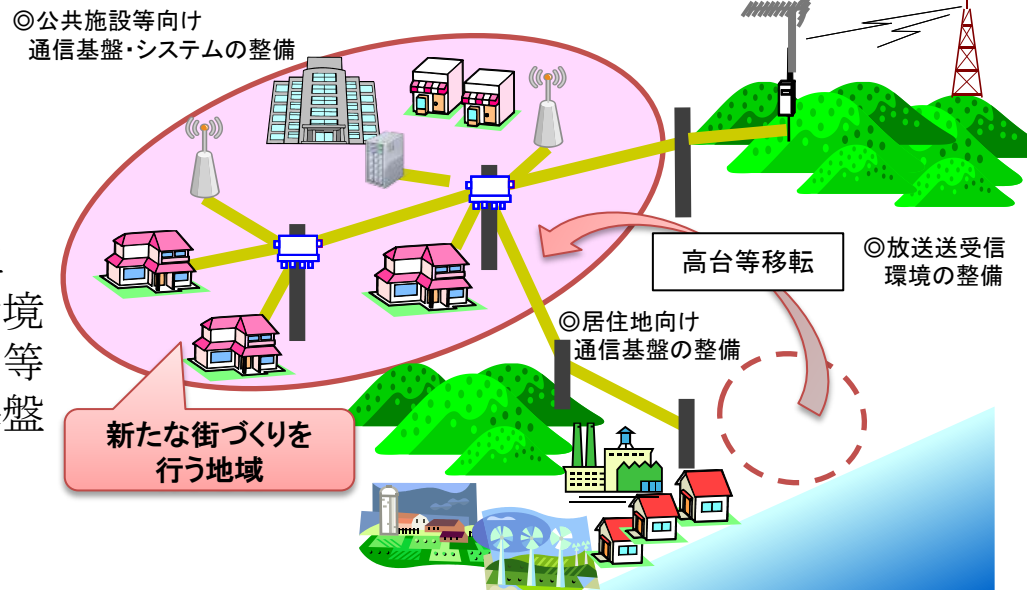 ◎公共施設等向け
通信基盤・システムの整備
高台等移転
◎放送送受信
環境の整備
境
◎居住地向け
通信基盤の整備
等
盤
新たな街づくりを
行う地域